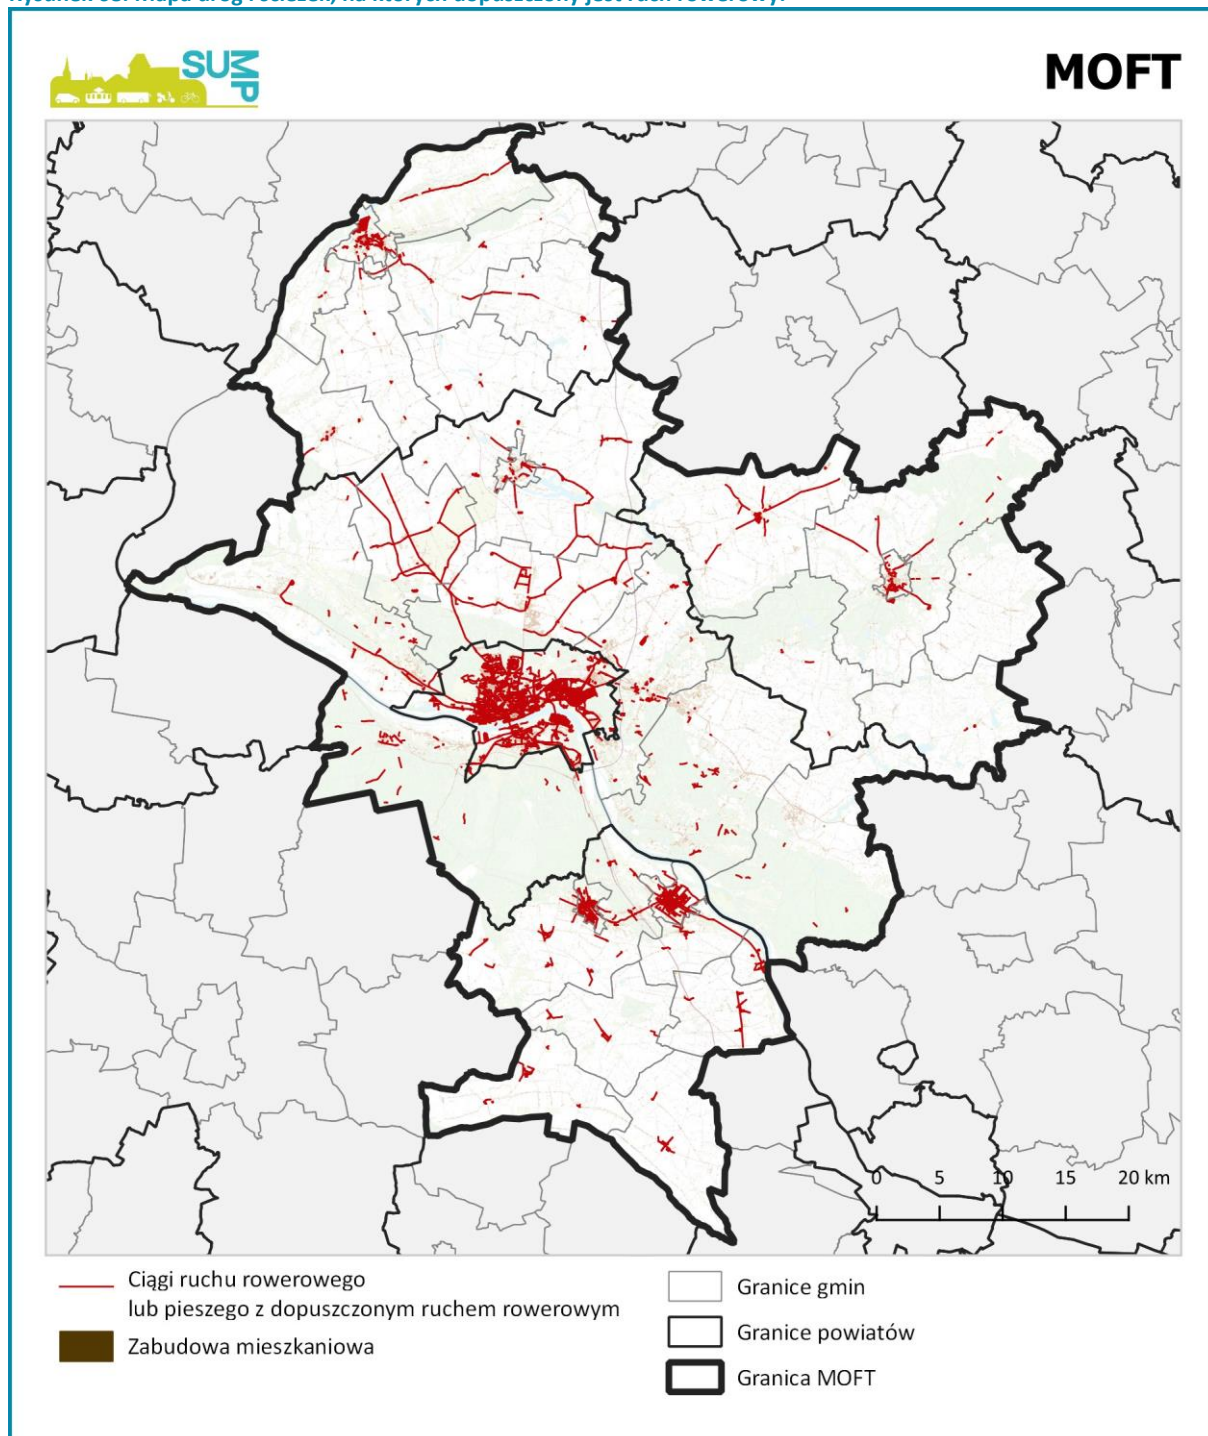 SUMP
MOFT
0 5 10 15 20 km
Ciągi ruchu rowerowego
lub pieszego z dopuszczonym ruchem rowerowym
Zabudowa mieszkaniowa
Granice gmin
Granice powiatów
Granica MOFT